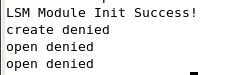 LSM Module Init Success!
create denied
open denied
open denied